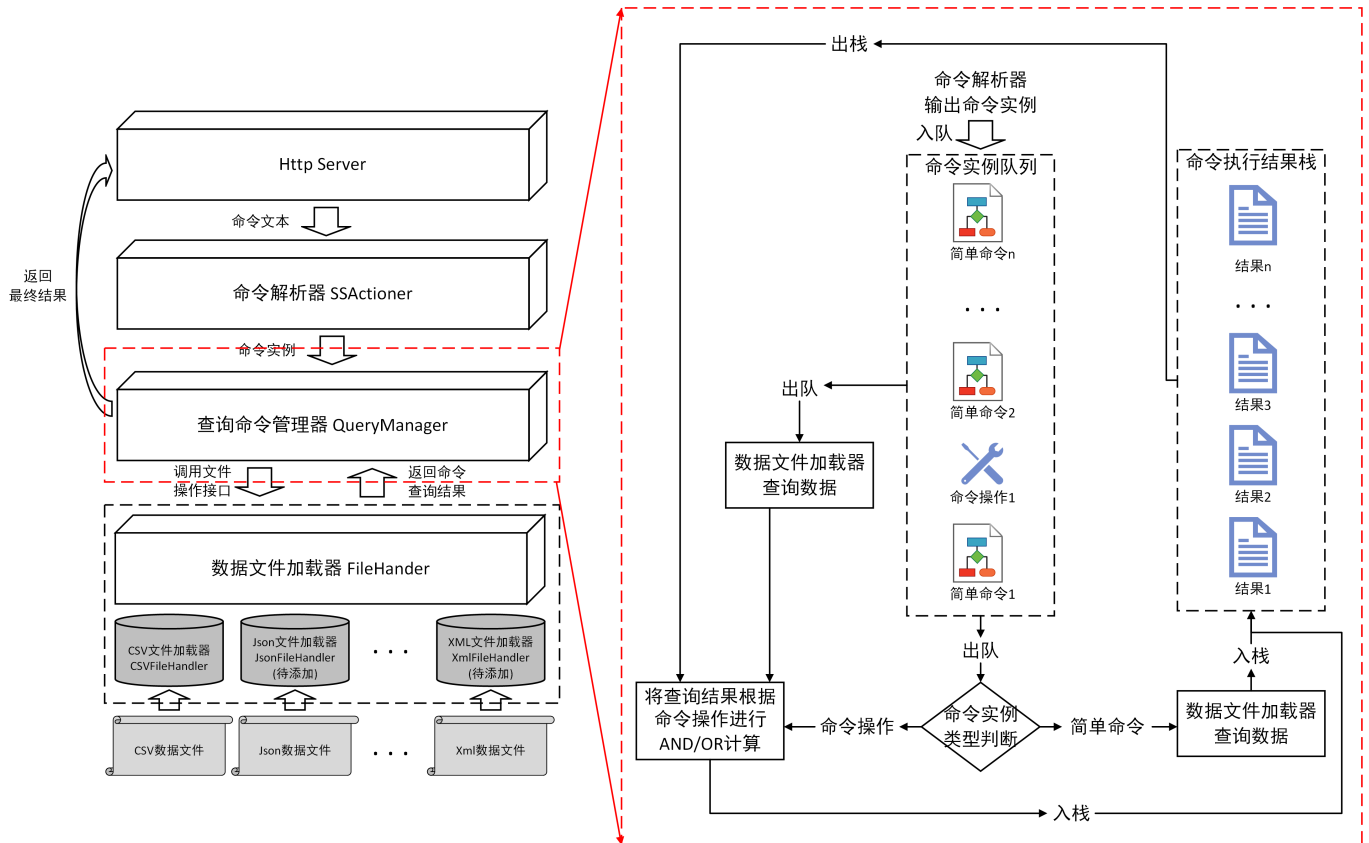 Http Server
命令文本
返回
最终结果
命令解析器 SSActioner
命令实例
查询命令管理器 QueryManager
调用文件
操作接口
返回命令
查询结果
数据文件加载器 FileHander
CSV文件加载器
CSVFileHandler
Json文件加载器
JsonFileHandler
(待添加)
. . .
XML文件加载器
XmlFileHandler
(待添加)
CSV数据文件
Json数据文件
. . .
Xml数据文件
出栈
命令解析器
输出命令实例
入队
命令实例队列
简单命令n
. . .
简单命令2
命令操作1
简单命令1
命令执行结果栈
结果n
. . .
结果3
结果2
结果1
出队
数据文件加载器
查询数据
出队
入栈
将查询结果根据
命令操作进行
AND/OR计算
命令操作
命令实例
类型判断
简单命令
数据文件加载器
查询数据
入栈